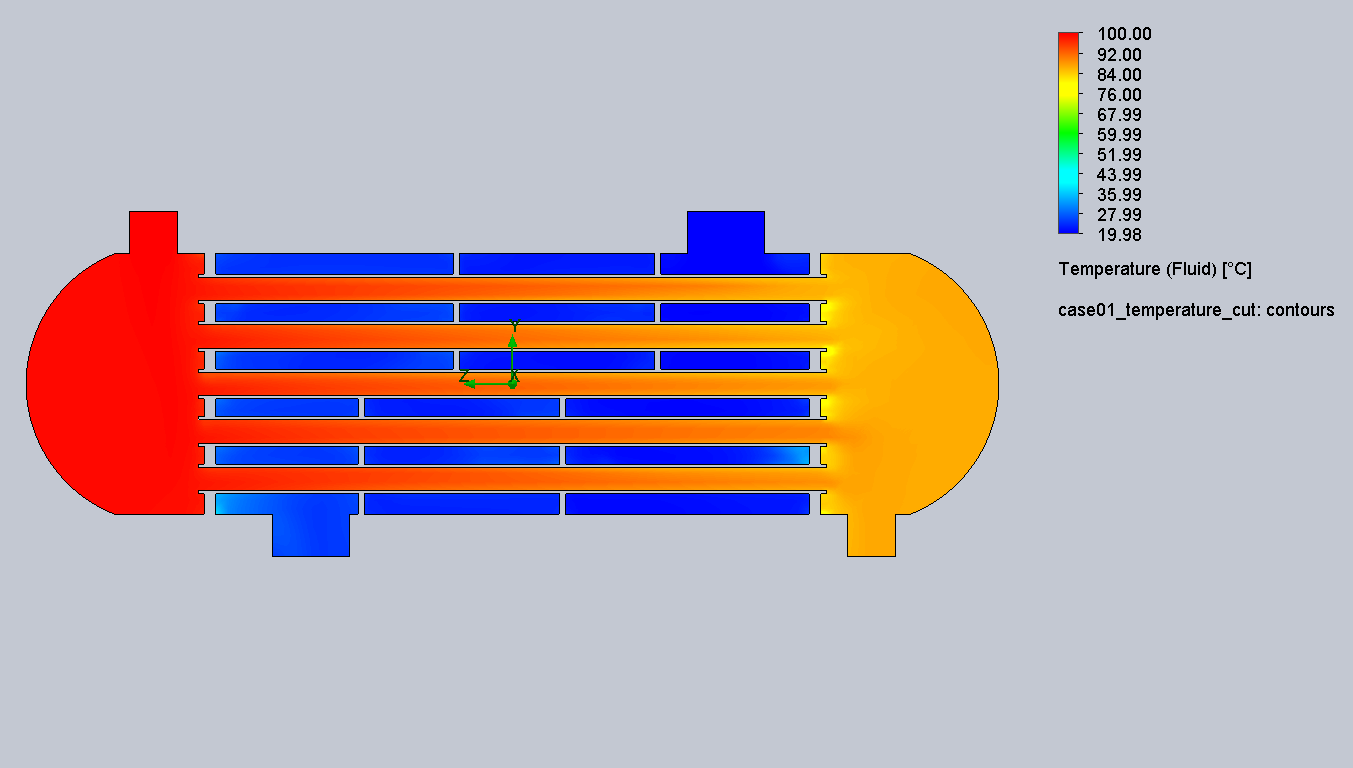 100.00
92.00
84.00
76.00
67.99
59.99
51.99
43.99
35.99
27.99
19.98
Temperature (Fluid) [°C]
case01_temperature_cut: contours
Y
Z X